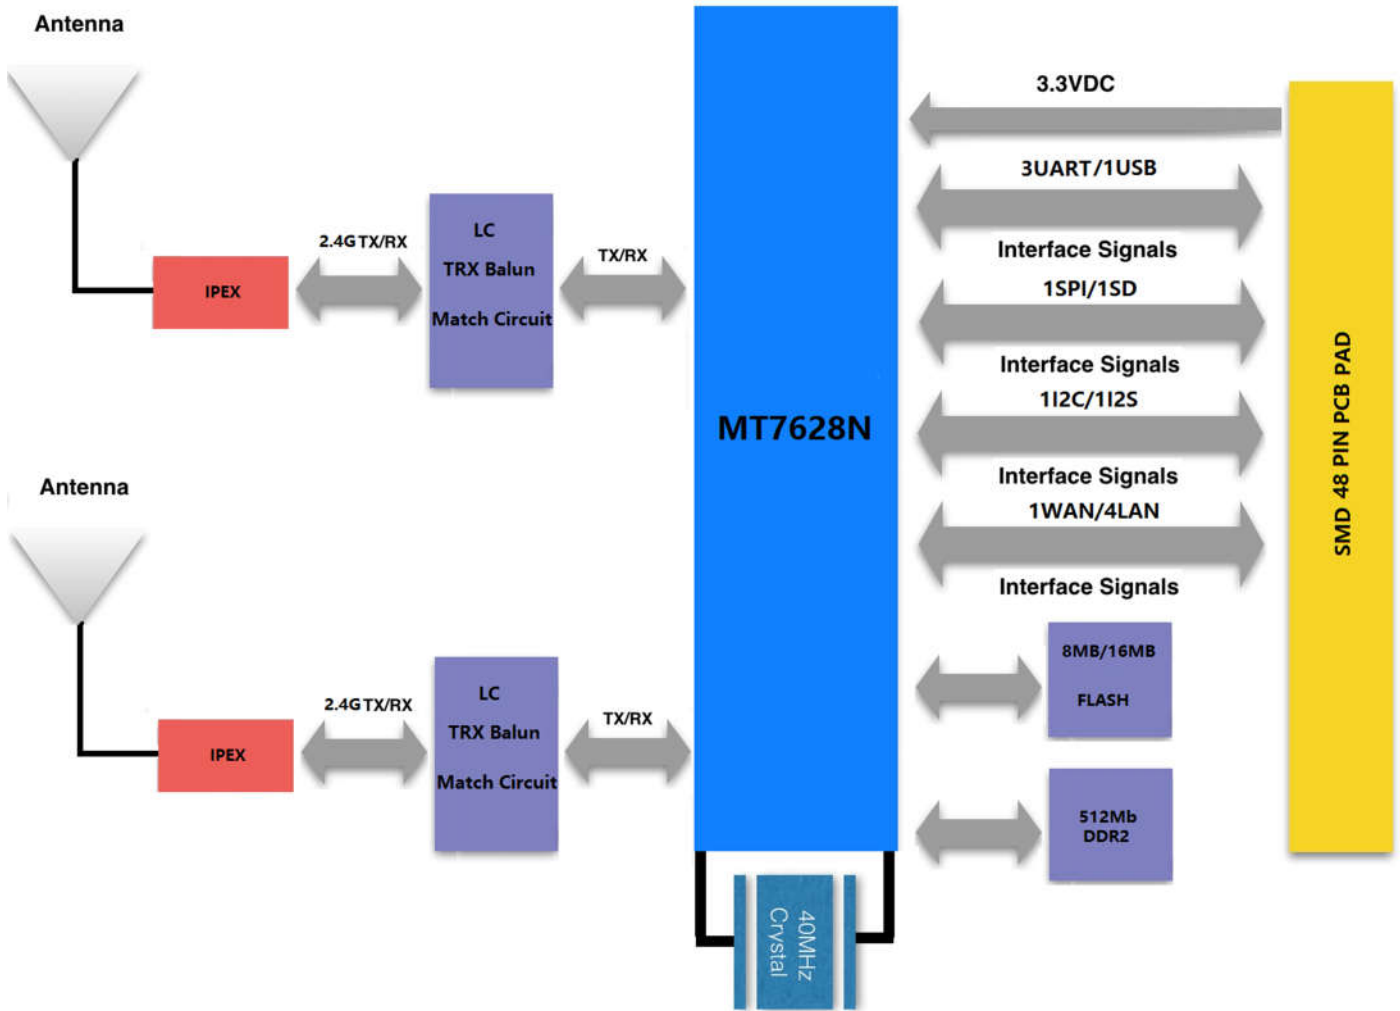 Antenna
IPEX
2.4G TX/RX
LC
TRX Balun
Match Circuit
TX/RX
Antenna
IPEX
2.4G TX/RX
LC
TRX Balun
Match Circuit
TX/RX
MT7628N
40MHz
Crystal
3.3VDC
3UART/1USB
Interface Signals
1SPI/1SD
Interface Signals
1I2C/1I2S
Interface Signals
1WAN/4LAN
Interface Signals
8MB/16MB
FLASH
512Mb
DDR2
SMD 48 PIN PCB PAD